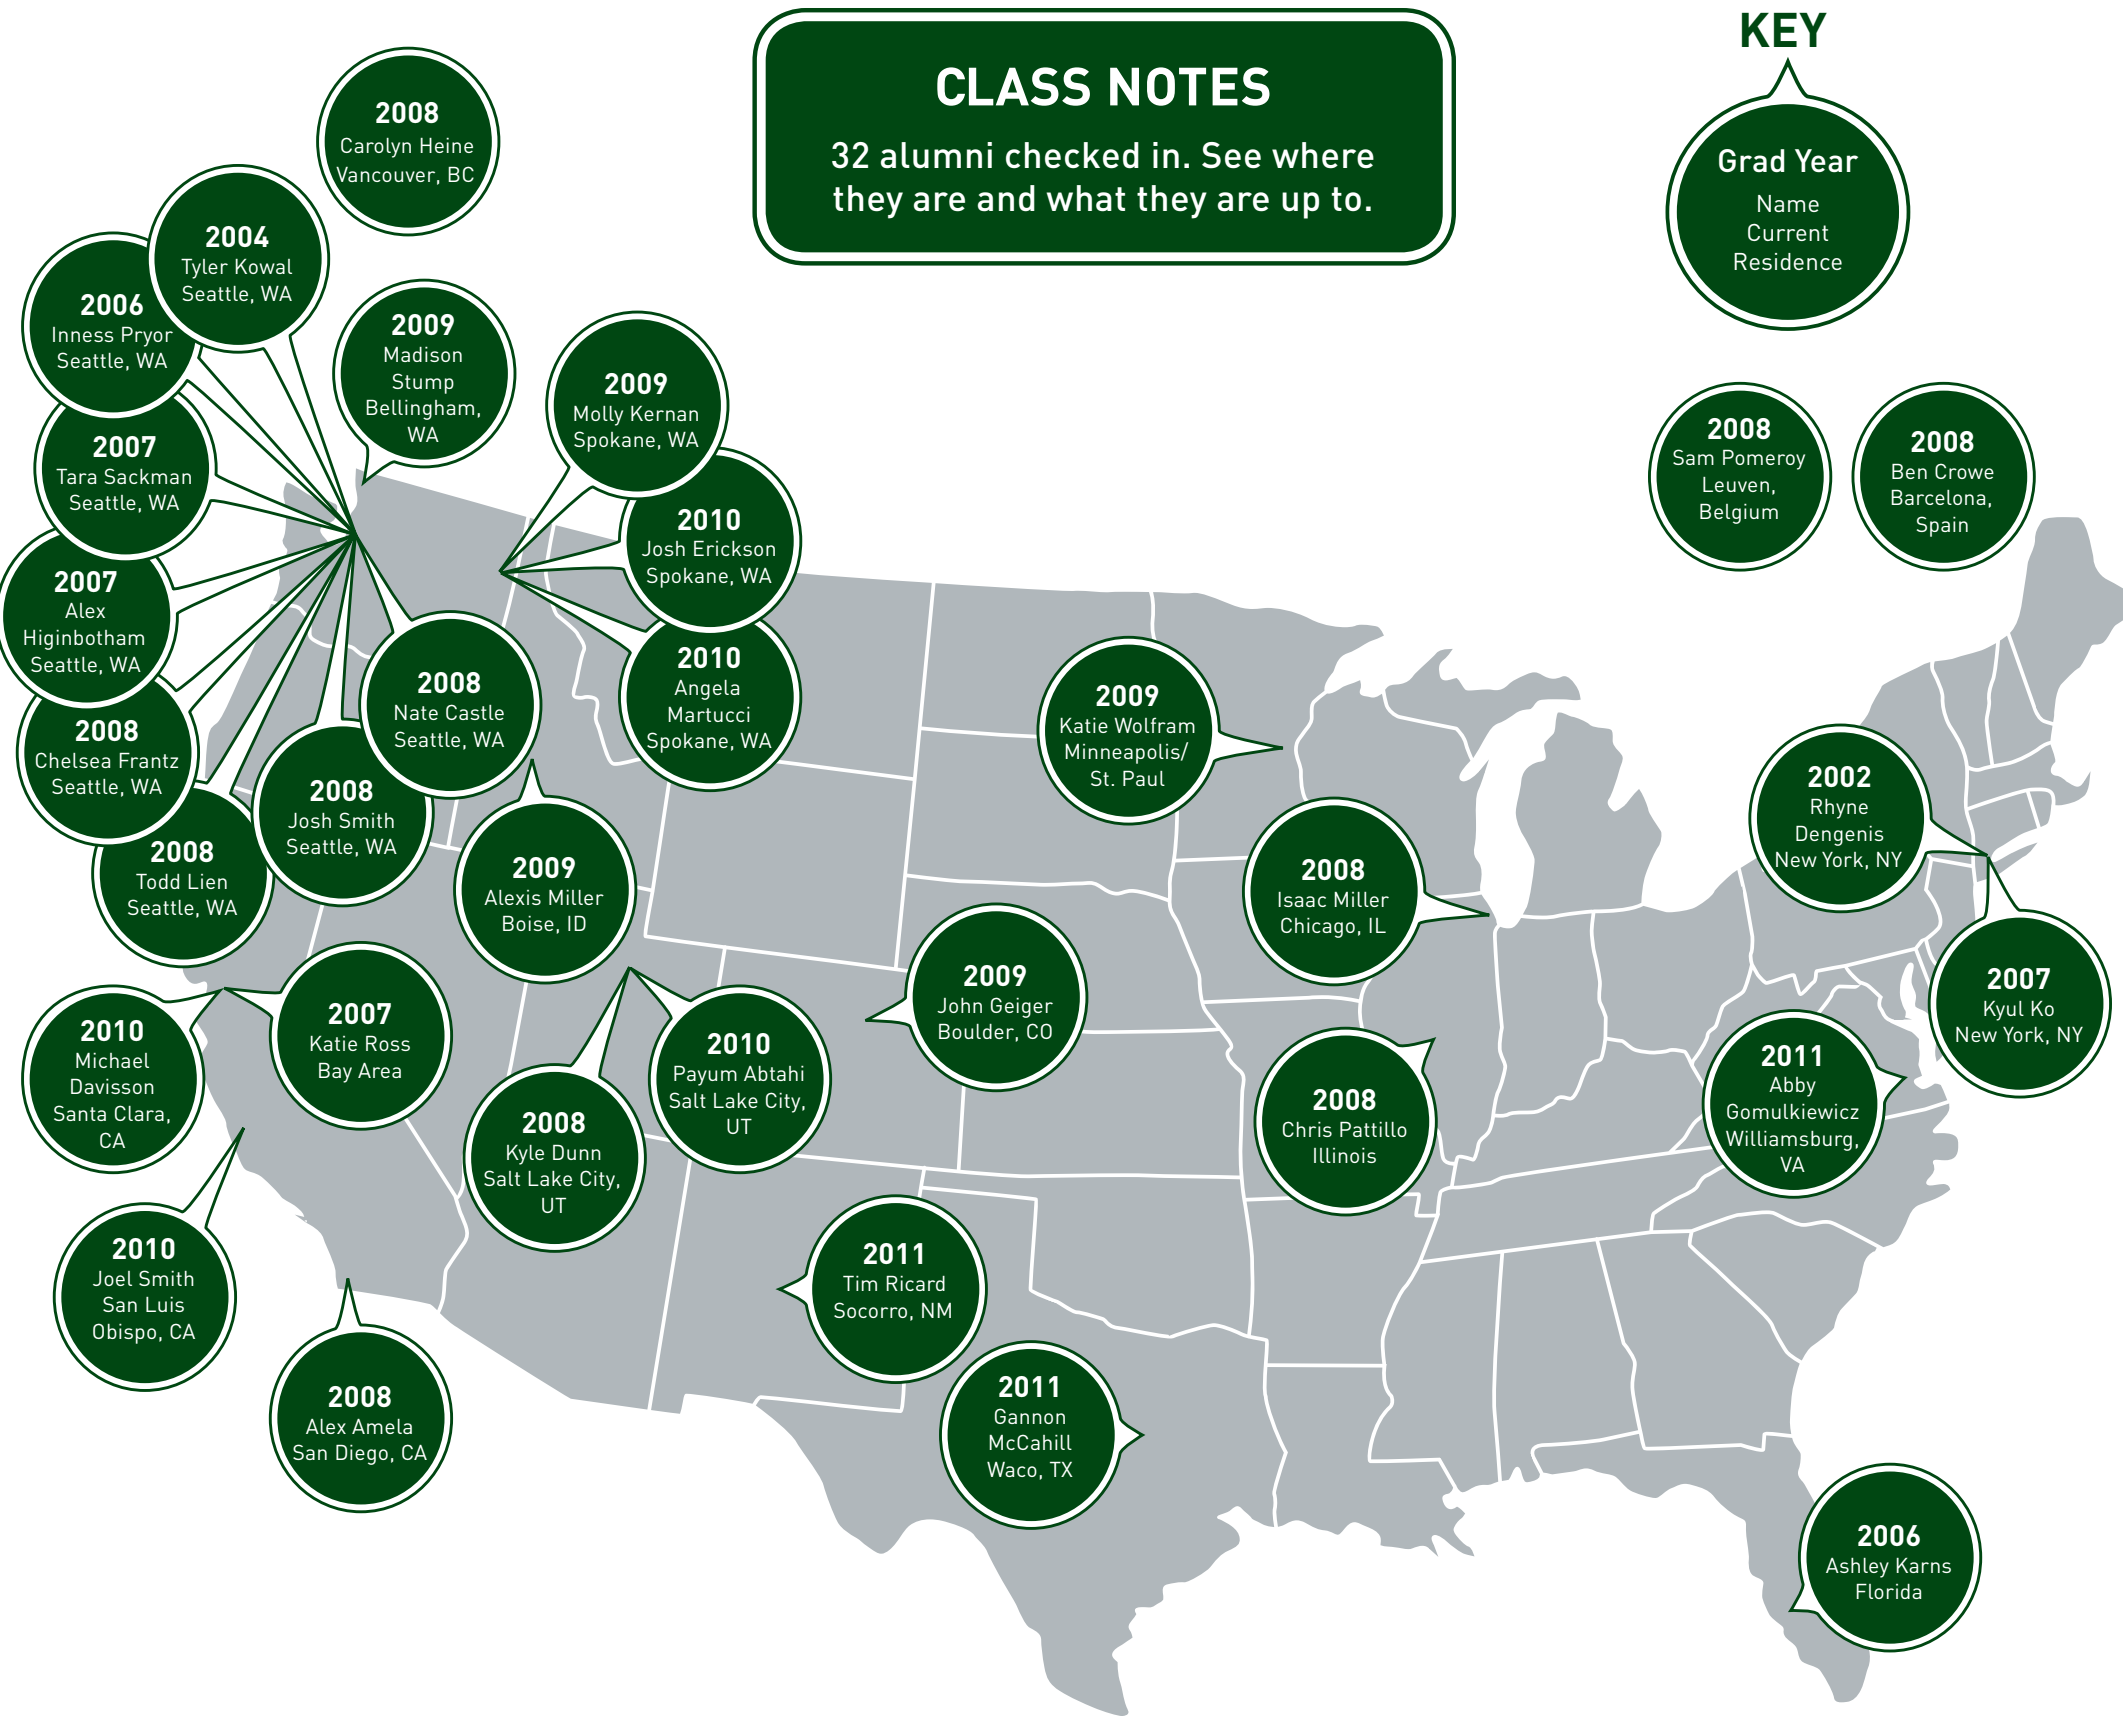 CLASS NOTES
32 alumni checked in. See where
they are and what they are up to.
KEY
Grad Year
Name
Current
Residence
2008
Carolyn Heine
Vancouver, BC
2004
Tyler Kowal
Seattle, WA
2006
Inness Pryor
Seattle, WA
2009
Madison
Stump
Bellingham,
WA
2009
Molly Kernan
Spokane, WA
2008
Sam Pomeroy
Leuven,
Belgium
2008
Ben Crowe
Barcelona,
Spain
2007
Tara Sackman
Seattle, WA
2010
Josh Erickson
Spokane, WA
2007
Alex
Higinbotham
Seattle, WA
2010
Angela
Martucci
Spokane, WA
2008
Nate Castle
Seattle, WA
2009
Katie Wolfram
Minneapolis/
St. Paul
2008
Chelsea Frantz
Seattle, WA
2008
Josh Smith
Seattle, WA
2002
Rhyne
Dengenis
New York, NY
2008
Todd Lien
Seattle, WA
2009
Alexis Miller
Boise, ID
2008
Isaac Miller
Chicago, IL
2009
John Geiger
Boulder, CO
2007
Kyul Ko
New York, NY
2010
Michael
Davisson
Santa Clara,
CA
2007
Katie Ross
Bay Area
2010
Payum Abtahi
Salt Lake City,
UT
2011
Abby
Gomulkiewicz
Williamsburg,
VA
2008
Kyle Dunn
Salt Lake City,
UT
2008
Chris Pattillo
Illinois
2010
Joel Smith
San Luis
Obispo, CA
2011
Tim Ricard
Socorro, NM
2008
Alex Amela
San Diego, CA
2011
Gannon
McCahill
Waco, TX
2006
Ashley Karns
Florida